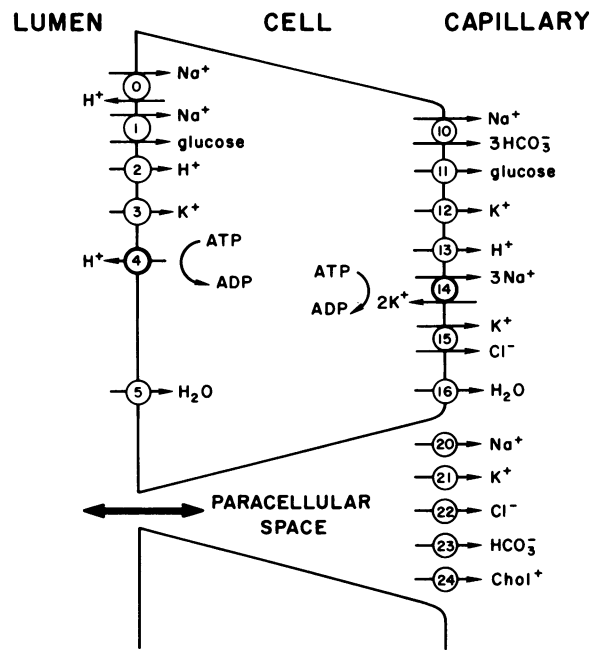 LUMEN CELL CAPILLARY
0 Na⁺
H⁺
1 Na⁺
glucose
2 H⁺
3 K⁺
H⁺ 4 ATP
ADP
5 H₂O
10 Na⁺
3HCO₃⁻
11 glucose
12 K⁺
13 H⁺
ATP 14 3Na⁺
ADP 2K⁺
15 K⁺
Cl⁻
16 H₂O
20 Na⁺
21 K⁺
22 Cl⁻
23 HCO₃⁻
24 Chol⁺
PARACELLULAR
SPACE